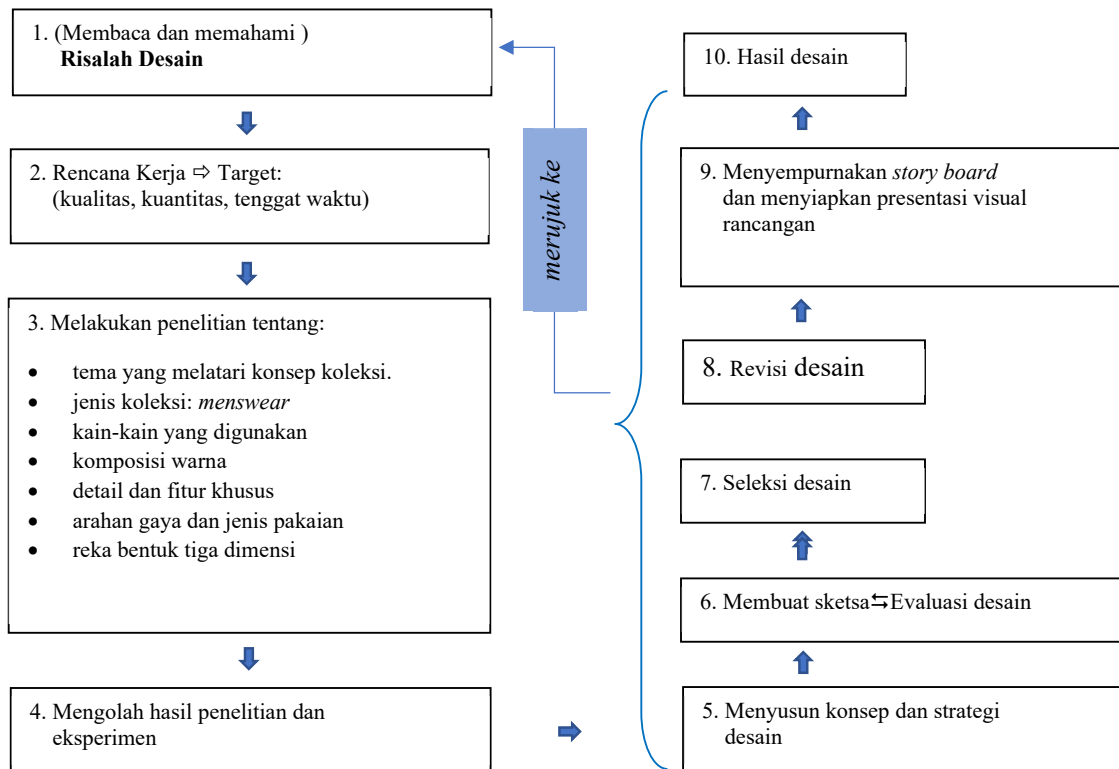 1. (Membaca dan memahami )
Risalah Desain
2. Rencana Kerja ⇨ Target:
(kualitas, kuantitas, tenggat waktu)
3. Melakukan penelitian tentang:
• tema yang melatari konsep koleksi.
• jenis koleksi: menswear
• kain-kain yang digunakan
• komposisi warna
• detail dan fitur khusus
• arahan gaya dan jenis pakaian
• reka bentuk tiga dimensi
4. Mengolah hasil penelitian dan
eksperimen
merujuk ke
5. Menyusun konsep dan strategi
desain
6. Membuat sketsa⇆Evaluasi desain
7. Seleksi desain
8. Revisi desain
9. Menyempurnakan story board
dan menyiapkan presentasi visual
rancangan
10. Hasil desain